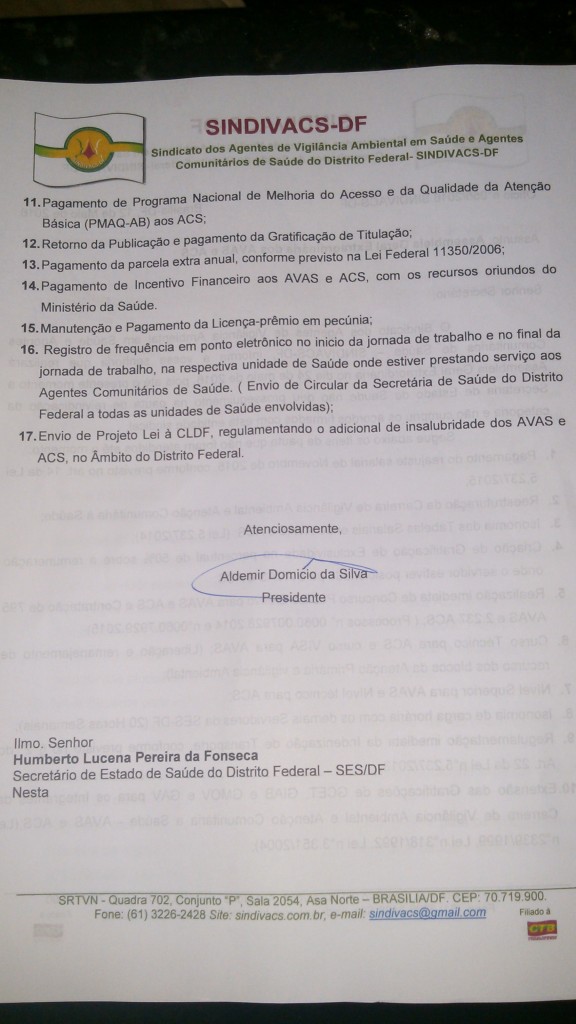 SINDIVACS-DF
Sindicato dos Agentes de Vigilância Ambiental em Saúde e Agentes
Comunitários de Saúde do Distrito Federal- SINDIVACS-DF
11. Pagamento de Programa Nacional de Melhoria do Acesso e da Qualidade da Atenção
Básica (PMAQ-AB) aos ACS;
12. Retorno da Publicação e pagamento da Gratificação de Titulação;
13. Pagamento da parcela extra anual, conforme previsto na Lei Federal 11350/2006;
14. Pagamento de Incentivo Financeiro aos AVAS e ACS, com os recursos oriundos do
Ministério da Saúde.
15. Manutenção e Pagamento da Licença-prêmio em pecúnia;
16. Registro de frequência em ponto eletrônico no inicio da jornada de trabalho e no final da
jornada de trabalho, na respectiva unidade de Saúde onde estiver prestando serviço aos
Agentes Comunitários de Saúde. ( Envio de Circular da Secretária de Saúde do Distrito
Federal a todas as unidades de Saúde envolvidas);
17. Envio de Projeto Lei à CLDF, regulamentando o adicional de insalubridade dos AVAS e
ACS, no Âmbito do Distrito Federal.
Atenciosamente,
Aldemir Domicio da Silva
Presidente
Ilmo. Senhor
Humberto Lucena Pereira da Fonseca
Secretário de Estado de Saúde do Distrito Federal – SES/DF
Nesta
SRTVN - Quadra 702, Conjunto "P", Sala 2054, Asa Norte – BRASILIA/DF. CEP: 70.719.900.
Fone: (61) 3226-2428 Site: sindivacs.com.br, e-mail: sindivacs@gmail.com
Filiado à
CTB